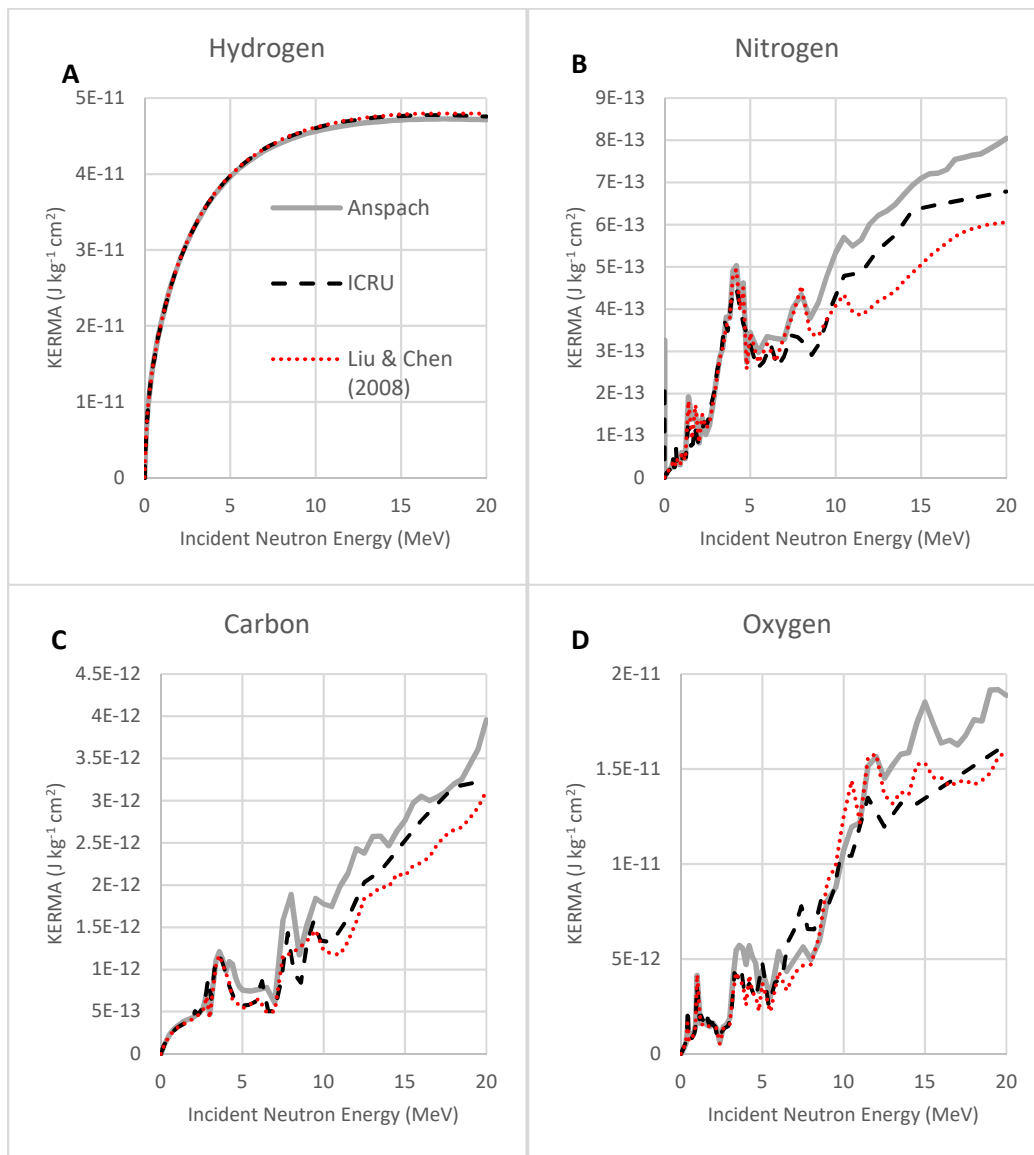 Hydrogen
A
5E-11
4E-11
3E-11
2E-11
1E-11
0
KERMA (J kg⁻¹ cm²)
0 5 10 15 20
Incident Neutron Energy (MeV)
Anspach
ICRU
Liu & Chen
(2008)
Nitrogen
B
9E-13
8E-13
7E-13
6E-13
5E-13
4E-13
3E-13
2E-13
1E-13
0
KERMA (J kg⁻¹ cm²)
0 5 10 15 20
Incident Neutron Energy (MeV)
Carbon
C
4.5E-12
4E-12
3.5E-12
3E-12
2.5E-12
2E-12
1.5E-12
1E-12
5E-13
0
KERMA (J kg⁻¹ cm²)
0 5 10 15 20
Incident Neutron Energy (MeV)
Oxygen
D
2E-11
1.5E-11
1E-11
5E-12
0
KERMA (J kg⁻¹ cm²)
0 5 10 15 20
Incident Neutron Energy (MeV)